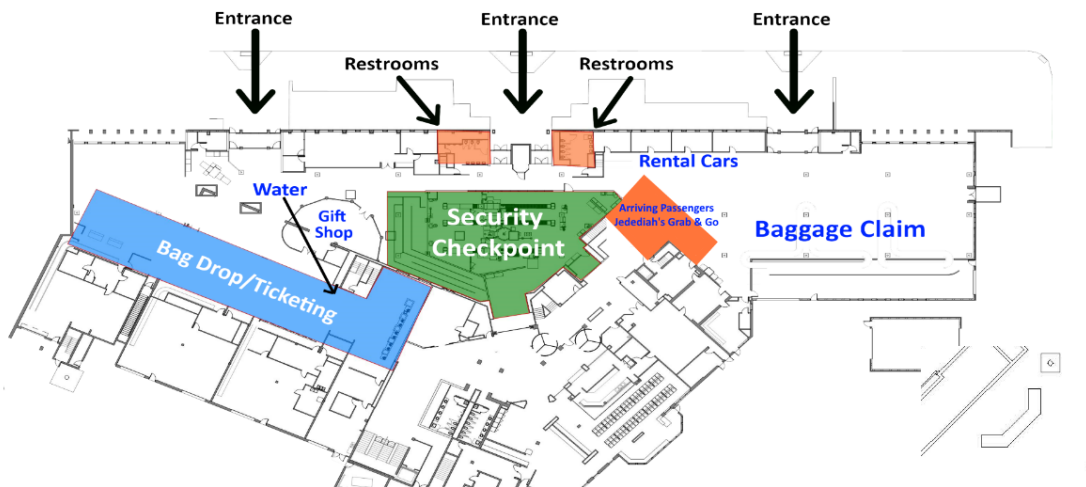 Entrance
Entrance
Entrance
Restrooms
Restrooms
Rental Cars
Water
Gift
Shop
Security
Checkpoint
Arriving Passengers
Jedediah's Grab & Go
Baggage Claim
Bag Drop/Ticketing